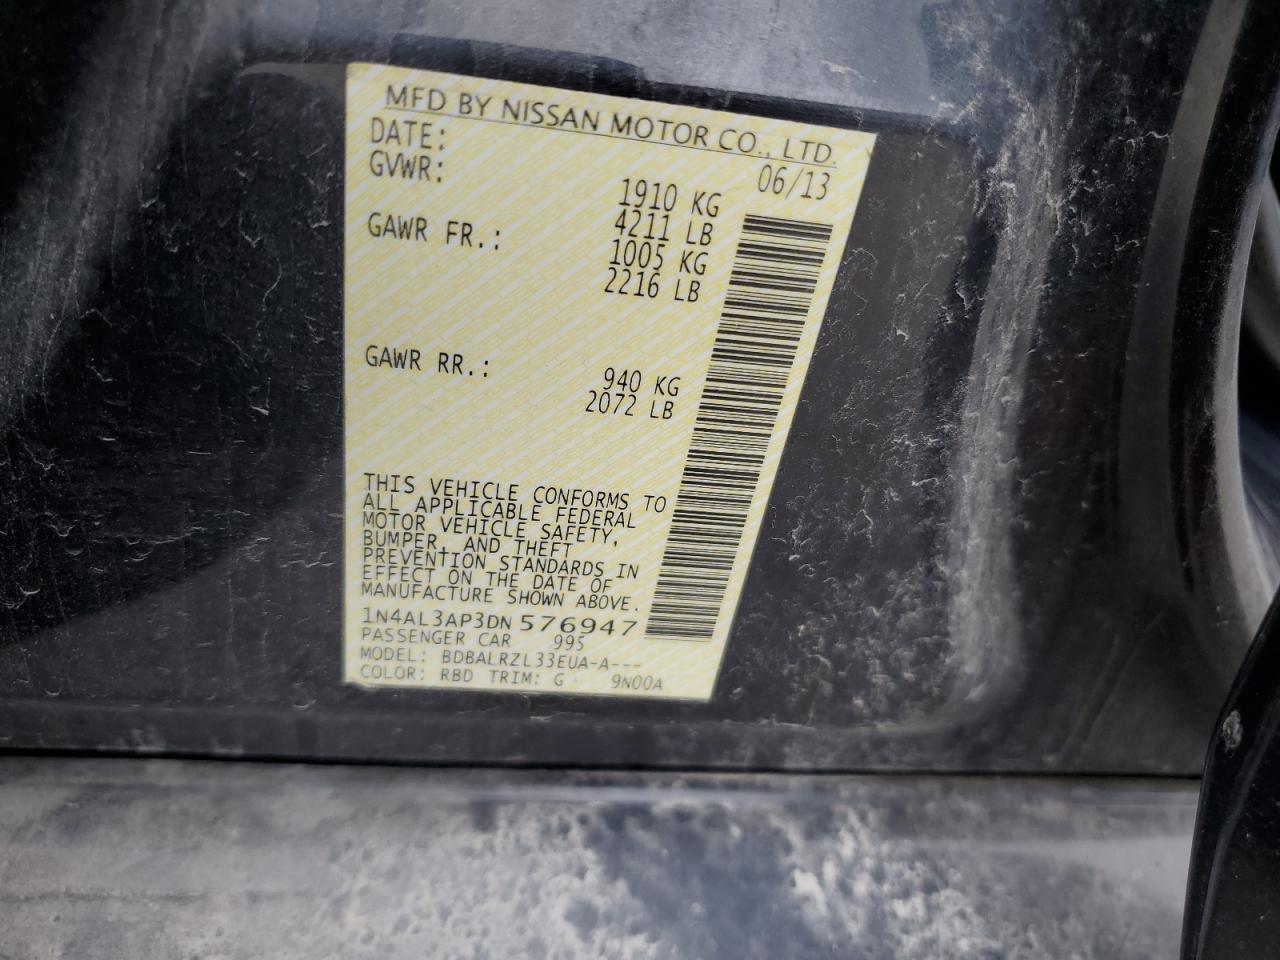 MFD BY NISSAN MOTOR CO., LTD.
DATE: 06/13
GVWR: 1910 KG
4211 LB
GAWR FR.: 1005 KG
2216 LB
GAWR RR.: 940 KG
2072 LB
THIS VEHICLE CONFORMS TO
ALL APPLICABLE FEDERAL
MOTOR VEHICLE SAFETY,
BUMPER, AND THEFT
PREVENTION STANDARDS IN
EFFECT ON THE DATE OF
MANUFACTURE SHOWN ABOVE.
1N4AL3AP3DN576947
PASSENGER CAR 995
MODEL: BDBALRZL33EUA-A---
COLOR: RBD TRIM: G 9N00A